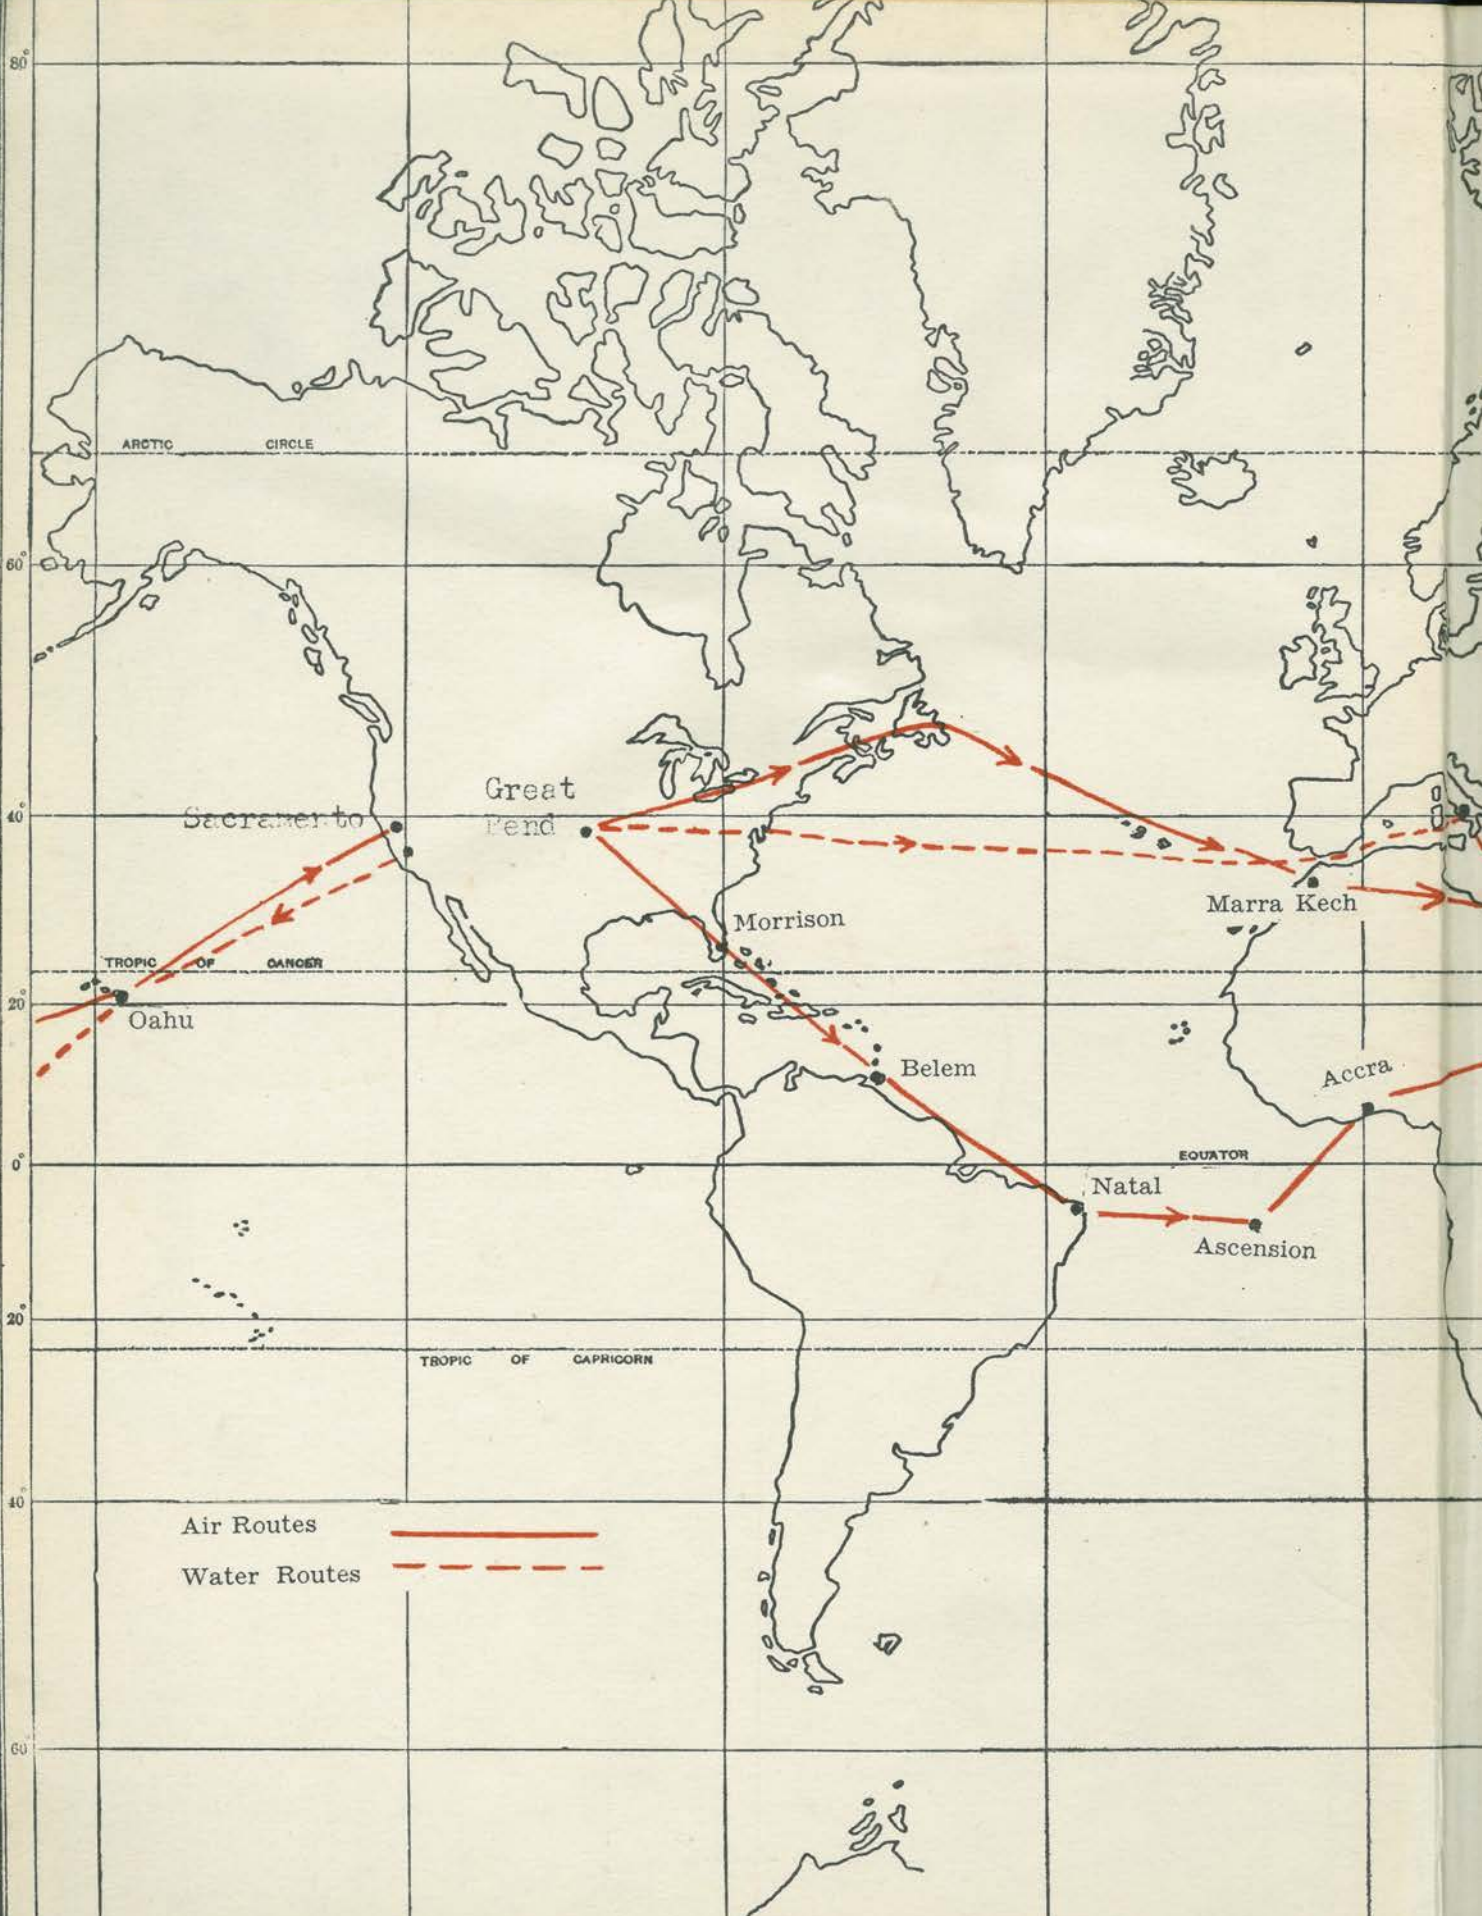 80°
ARCTIC CIRCLE
60°
Great
Bend
40°
Sacramento
Marra Kech
Morrison
TROPIC OF CANCER
20°
Oahu
Belem
Accra
EQUATOR
0°
Natal
Ascension
20°
TROPIC OF CAPRICORN
40°
Air Routes
Water Routes
60